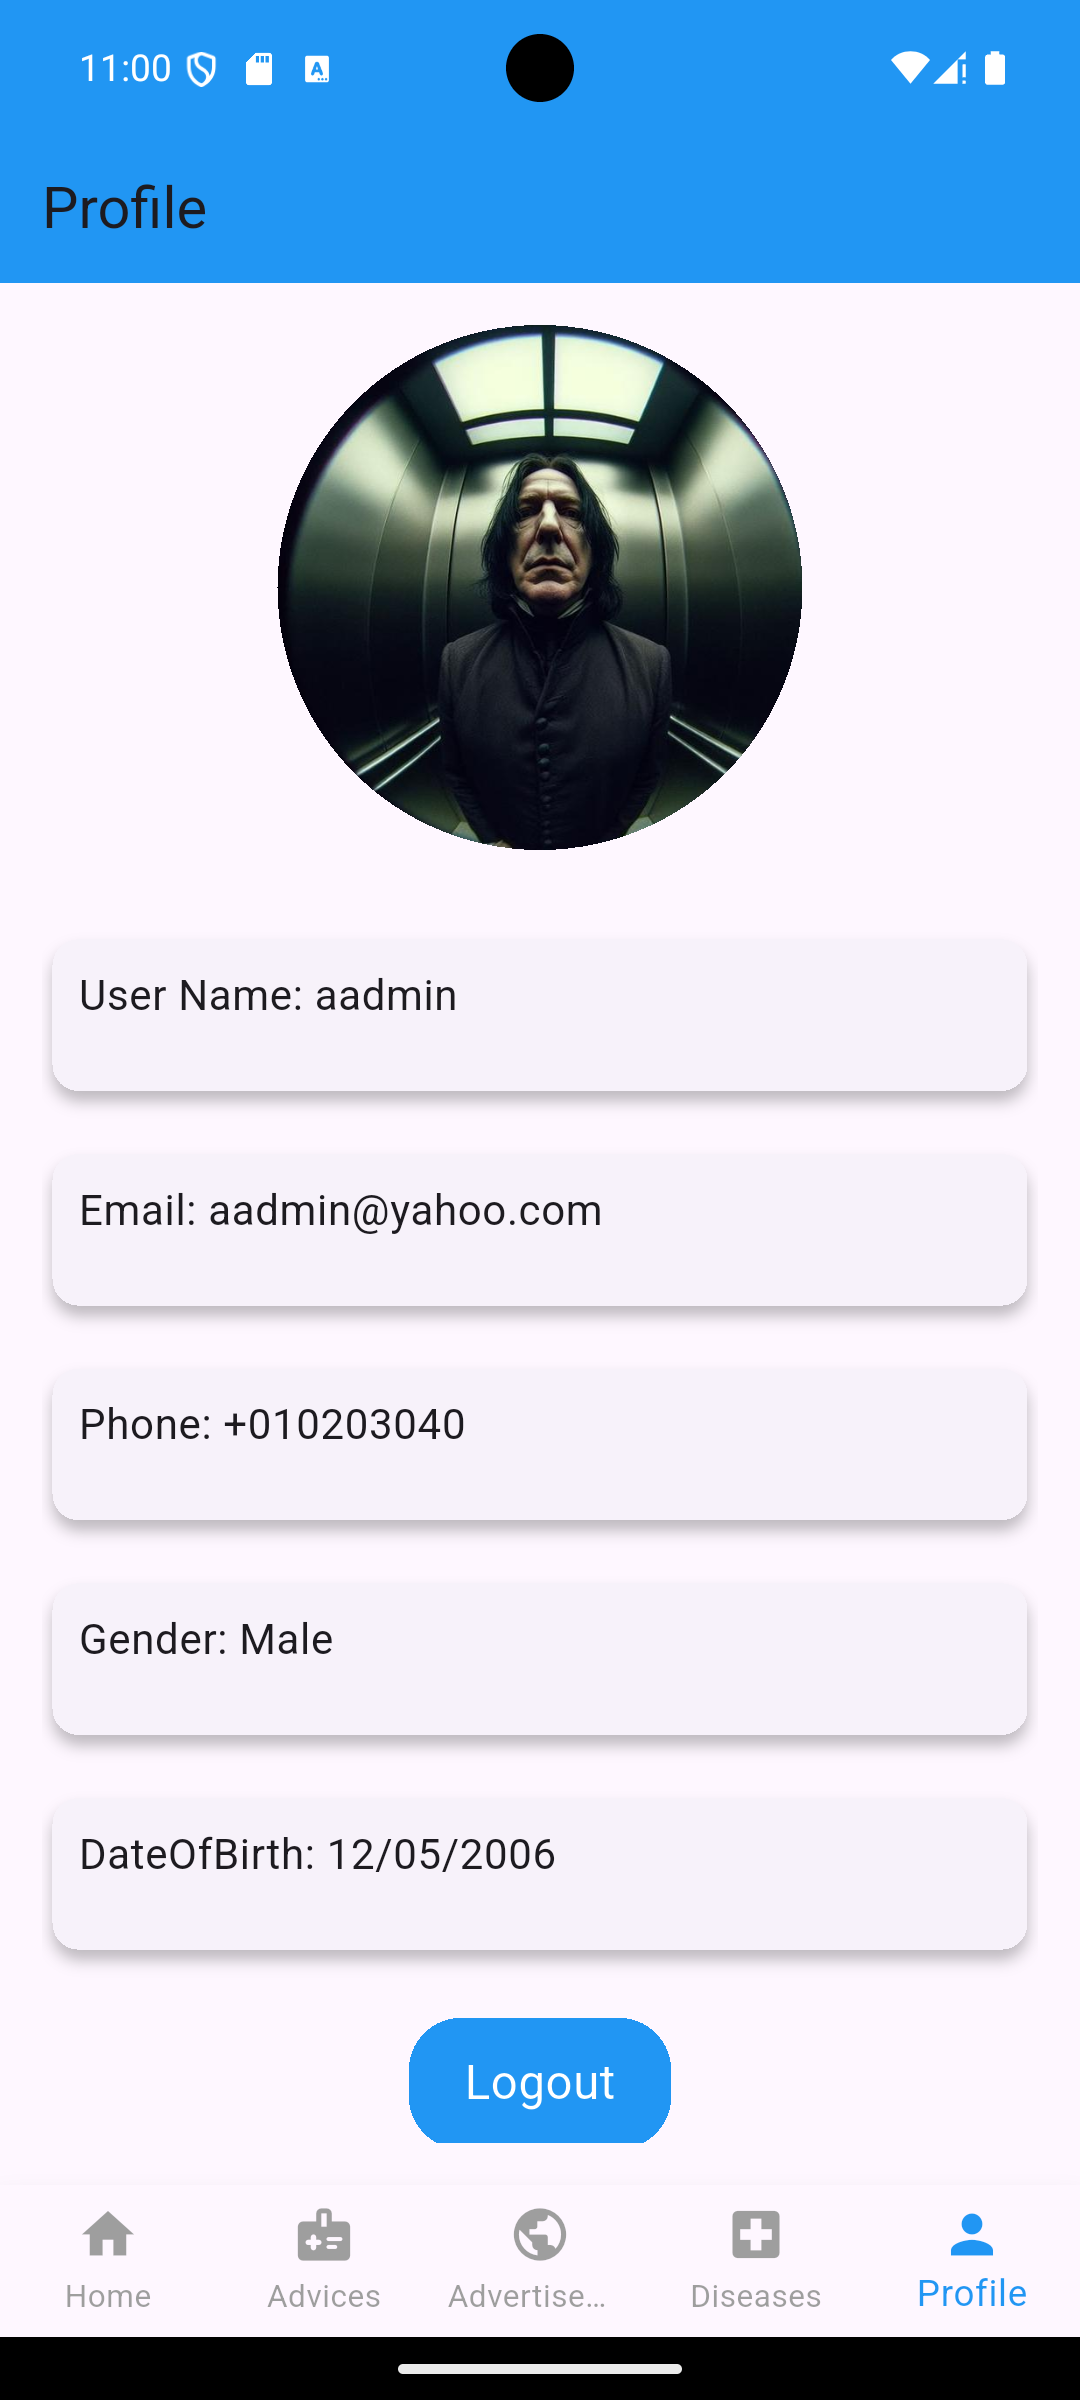 11:00
Profile
User Name: aadmin
Email: aadmin@yahoo.com
Phone: +010203040
Gender: Male
DateOfBirth: 12/05/2006
Logout
Home
Advices
Advertise...
Diseases
Profile